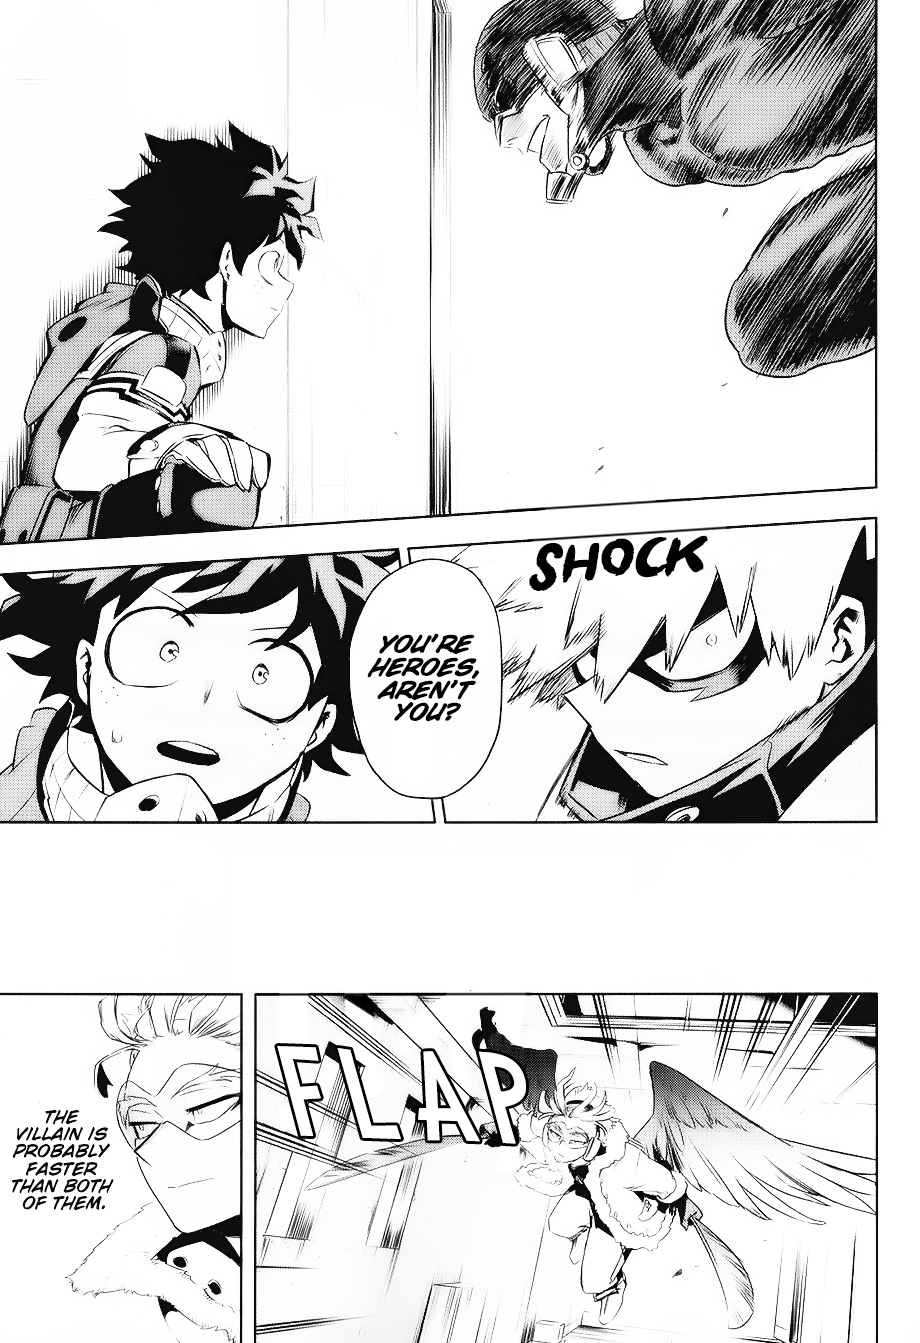 SHOCK
YOU'RE
HEROES,
AREN'T
YOU?
FLAP
THE
VILLAIN IS
PROBABLY
FASTER
THAN BOTH
OF THEM.